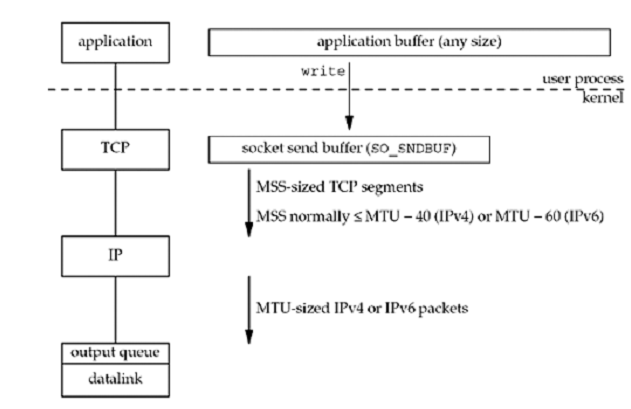 application
application buffer (any size)
write
user process
kernel
TCP
socket send buffer (SO_SNDBUF)
MSS-sized TCP segments
MSS normally ≤ MTU – 40 (IPv4) or MTU – 60 (IPv6)
IP
MTU-sized IPv4 or IPv6 packets
output queue
datalink